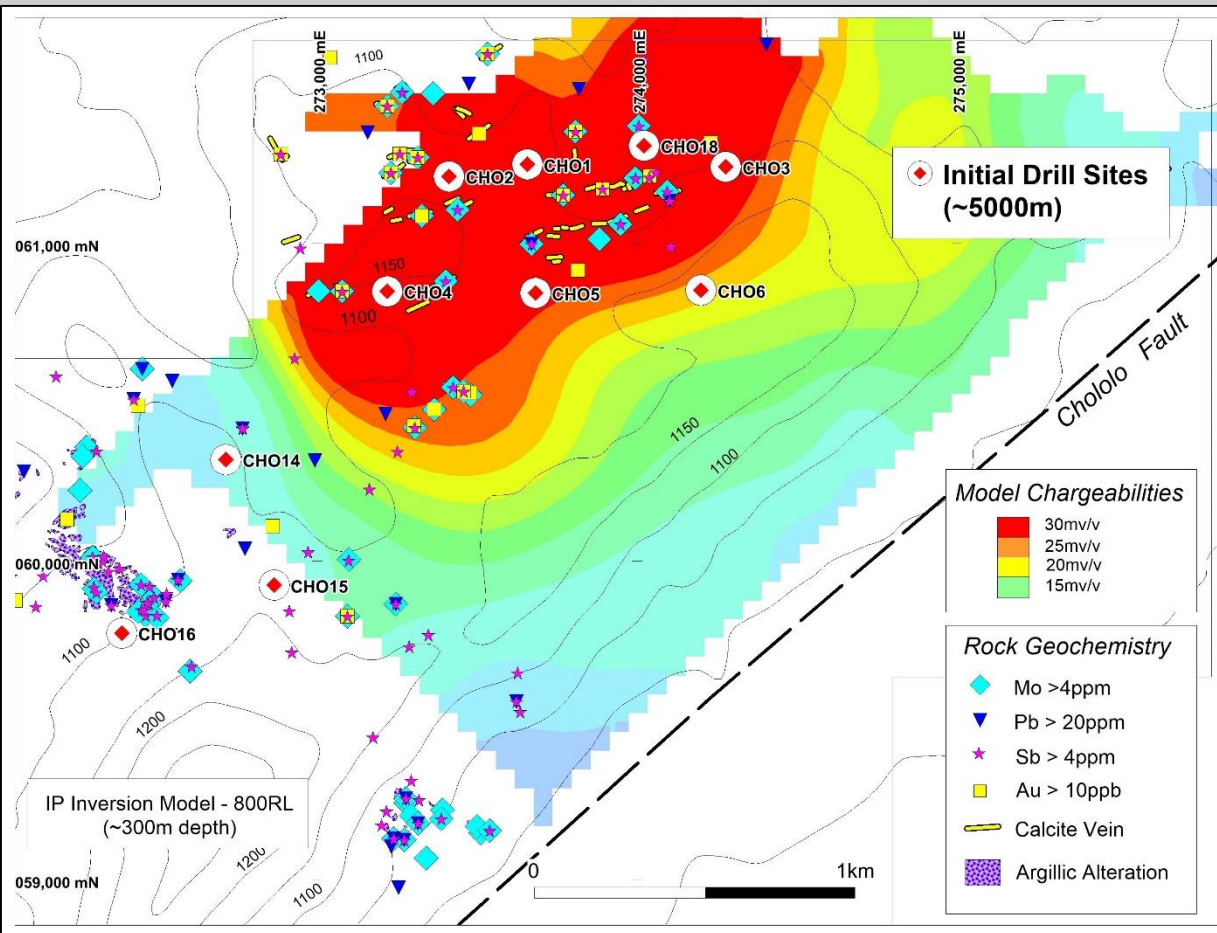 273,000 mE
274,000 mE
275,000 mE
1100
CHO18
CHO1
CHO3
CHO2
Initial Drill Sites
(~5000m)
061,000 mN
1150
CHO4
CHO5
CHO6
1100
Chololo Fault
1150
1100
CHO14
Model Chargeabilities
30mv/v
25mv/v
20mv/v
15mv/v
060,000 mN
CHO15
CHO16
1100
1200
Rock Geochemistry
Mo >4ppm
Pb > 20ppm
Sb > 4ppm
Au > 10ppb
Calcite Vein
Argillic Alteration
IP Inversion Model - 800RL
(~300m depth)
1200
1100
059,000 mN
0
1km